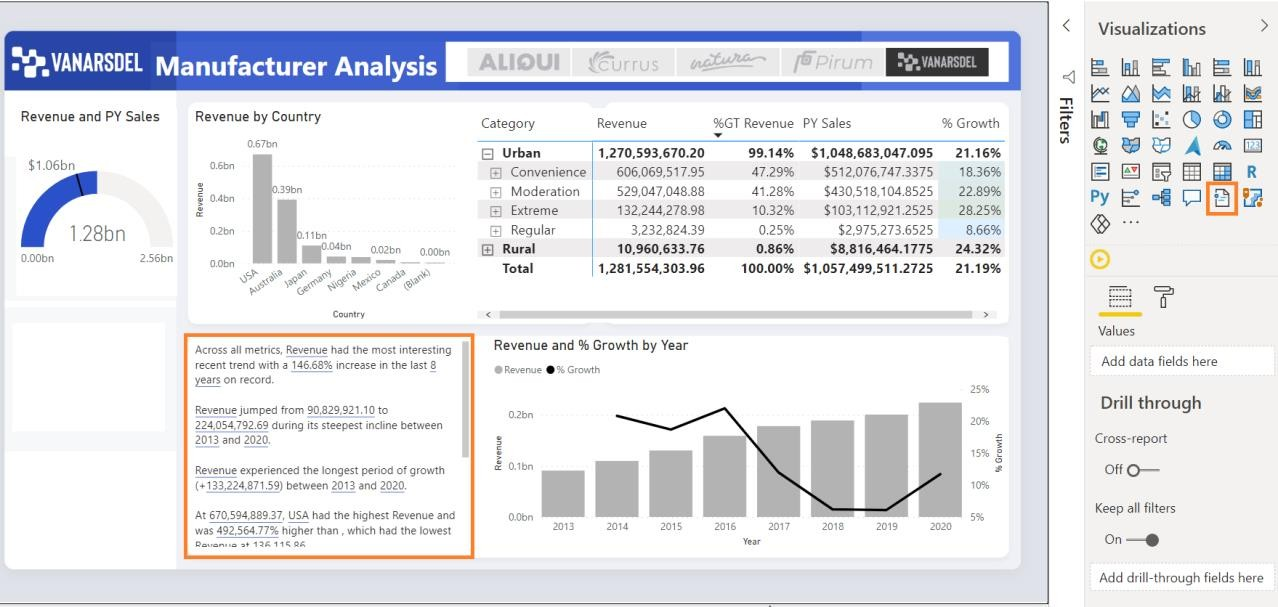 VANARSDEL
Manufacturer Analysis
ALIQUI
Currus
natura
Pirum
VANARSDEL
Revenue and PY Sales
$1.06bn
1.28bn
0.00bn
2.56bn
Revenue by Country
0.67bn
0.6bn
0.39bn
0.4bn
0.2bn
0.11bn
0.04bn
0.02bn
0.00bn
0.0bn
Revenue
USA
Australia
Japan
Germany
Nigeria
Mexico
Canada
(Blank)
Country
Category Revenue %GT Revenue PY Sales % Growth
Urban 1,270,593,670.20 99.14% $1,048,683,047.095 21.16%
Convenience 606,069,517.95 47.29% $512,076,747.3375 18.36%
Moderation 529,047,048.88 41.28% $430,518,104.8525 22.89%
Extreme 132,244,278.98 10.32% $103,112,921.2525 28.25%
Regular 3,232,824.39 0.25% $2,975,273.6525 8.66%
Rural 10,960,633.76 0.86% $8,816,464.1775 24.32%
Total 1,281,554,303.96 100.00% $1,057,499,511.2725 21.19%
Across all metrics, Revenue had the most interesting
recent trend with a 146.68% increase in the last 8
years on record.
Revenue jumped from 90,829,921.10 to
224,054,792.69 during its steepest incline between
2013 and 2020.
Revenue experienced the longest period of growth
(+133,224,871.59) between 2013 and 2020.
At 670,594,889.37, USA had the highest Revenue and
was 492,564.77% higher than , which had the lowest
Revenue at 136,115.86.
Revenue and % Growth by Year
Revenue % Growth
0.2bn
0.1bn
0.0bn
Revenue
25%
20%
15%
10%
5%
% Growth
2013 2014 2015 2016 2017 2018 2019 2020
Year
Filters
Visualizations
123
R
Py
...
Values
Add data fields here
Drill through
Cross-report
Off
Keep all filters
On
Add drill-through fields here